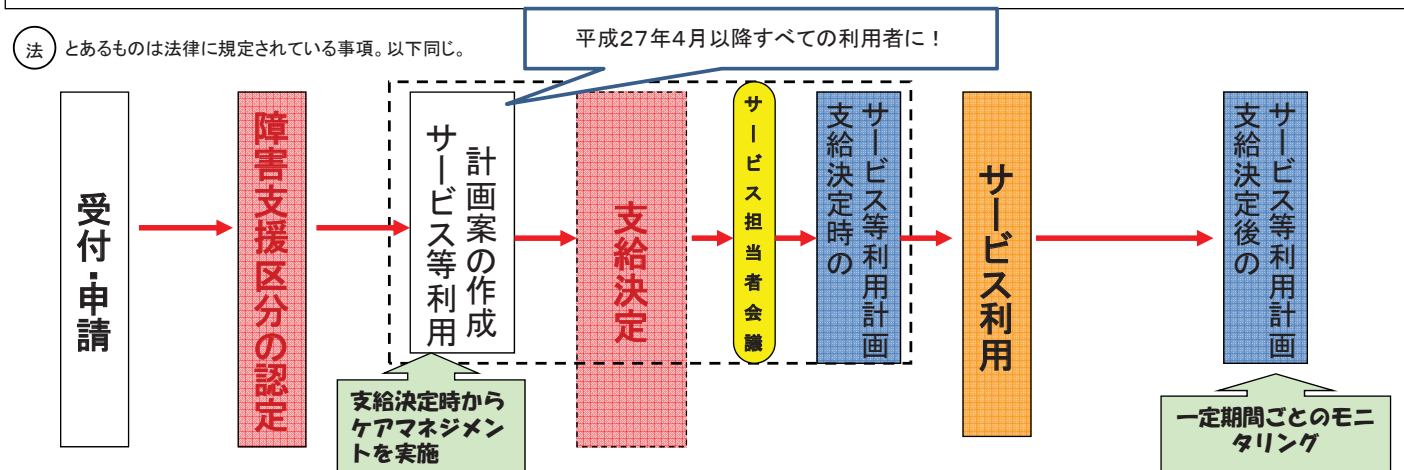 平成27年4月以降すべての利用者に！
法 とあるものは法律に規定されている事項。以下同じ。
受付・申請
障害支援区分の認定
サービス等利用
計画案の作成
支給決定
サービス担当者会議
支給決定時の
サービス等利用計画
サービス利用
支給決定後の
サービス等利用計画
支給決定時から
ケアマネジメン
トを実施
一定期間ごとのモニ
タリング